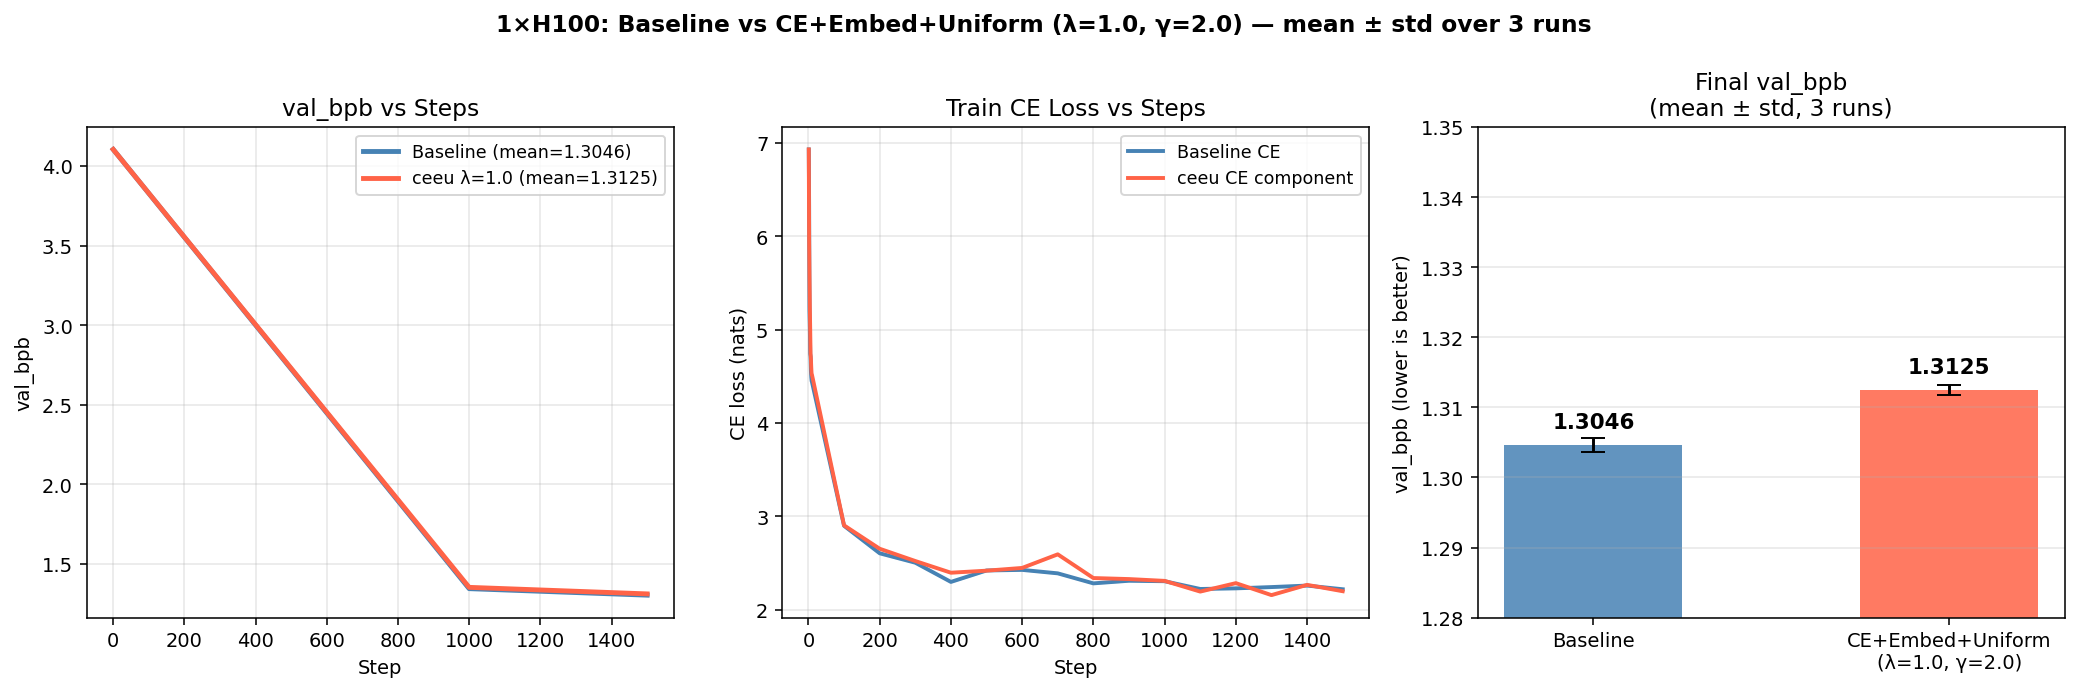 1×H100: Baseline vs CE+Embed+Uniform (λ=1.0, γ=2.0) — mean ± std over 3 runs
val_bpb vs Steps
val_bpb
4.0
3.5
3.0
2.5
2.0
1.5
Baseline (mean=1.3046)
ceeu λ=1.0 (mean=1.3125)
0 200 400 600 800 1000 1200 1400
Step
Train CE Loss vs Steps
CE loss (nats)
7
6
5
4
3
2
Baseline CE
ceeu CE component
0 200 400 600 800 1000 1200 1400
Step
Final val_bpb
(mean ± std, 3 runs)
val_bpb (lower is better)
1.35
1.34
1.33
1.32
1.31
1.30
1.29
1.28
1.3046
1.3125
Baseline
CE+Embed+Uniform
(λ=1.0, γ=2.0)